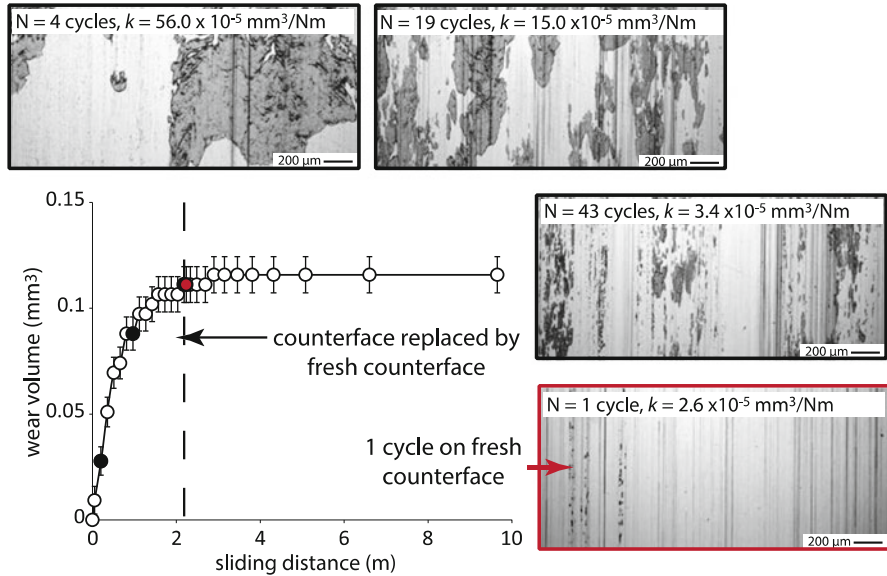 N = 4 cycles, k = 56.0 x 10⁻⁵ mm³/Nm
200 µm
N = 19 cycles, k = 15.0 x10⁻⁵ mm³/Nm
200 µm
N = 43 cycles, k = 3.4 x10⁻⁵ mm³/Nm
200 µm
N = 1 cycle, k = 2.6 x10⁻⁵ mm³/Nm
200 µm
0.15
0.1
0.05
0
wear volume (mm³)
counterface replaced by
fresh counterface
1 cycle on fresh
counterface
0
2
4
6
8
10
sliding distance (m)